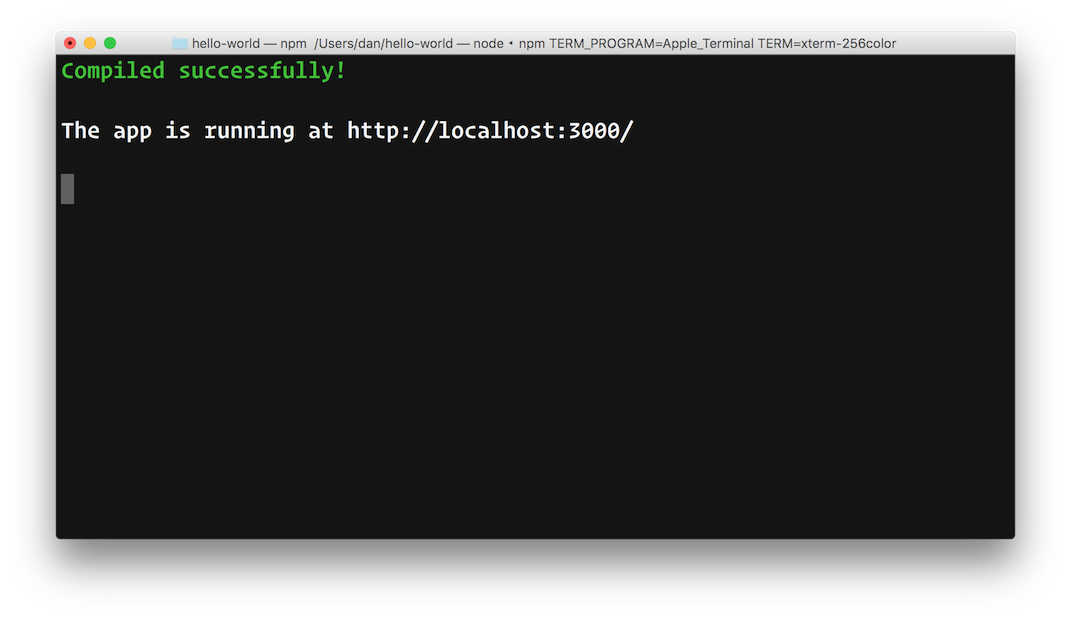 hello-world — npm  /Users/dan/hello-world — node ◂ npm TERM_PROGRAM=Apple_Terminal TERM=xterm-256color
Compiled successfully!
The app is running at http://localhost:3000/